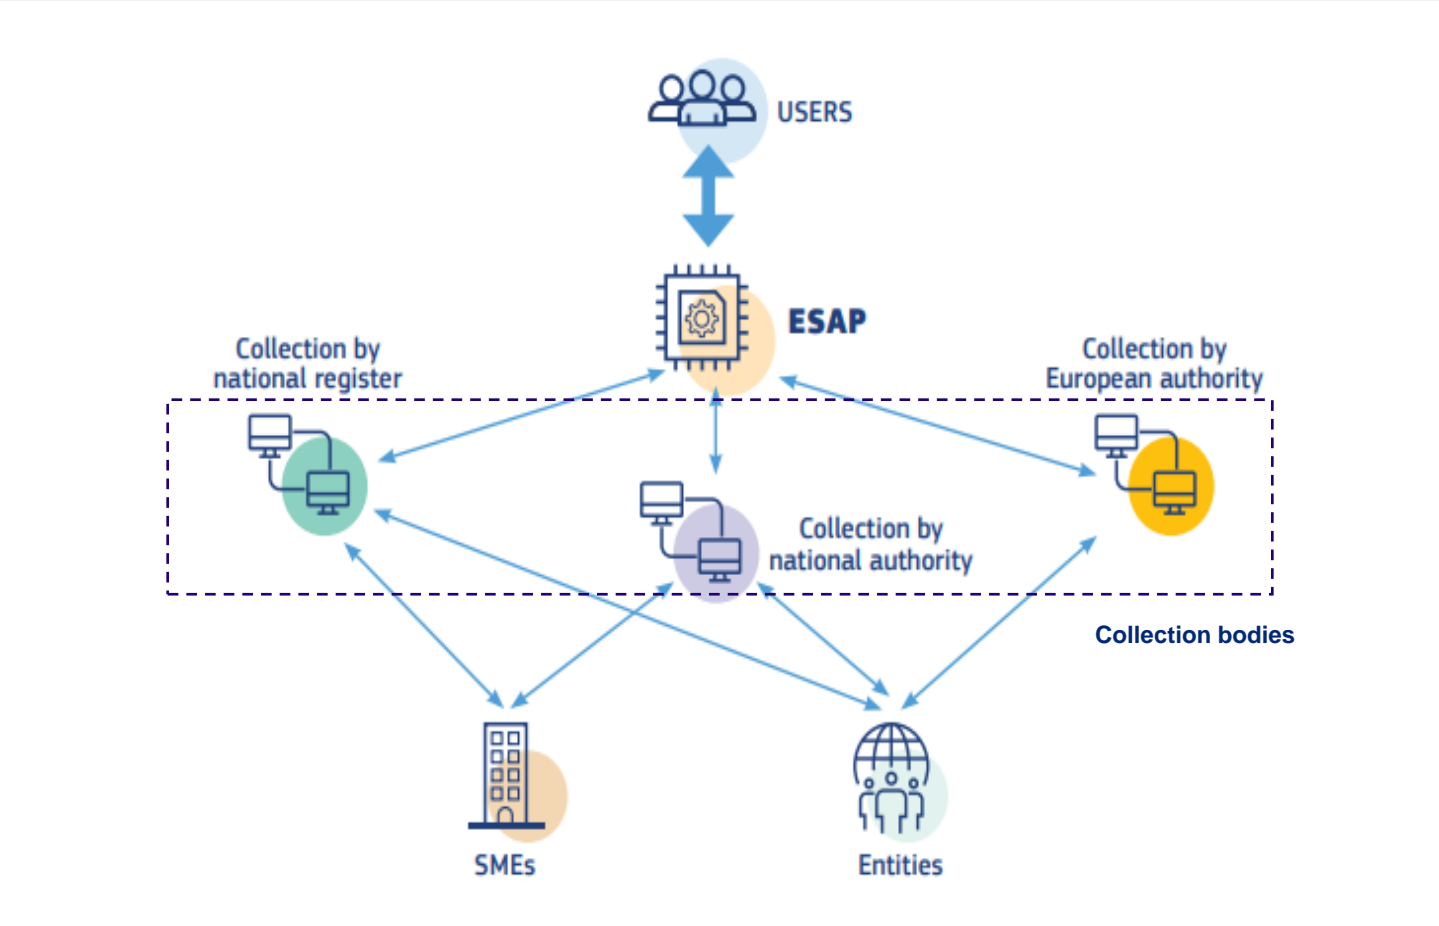 USERS
ESAP
Collection by
national register
Collection by
European authority
Collection by
national authority
Collection bodies
SMEs
Entities